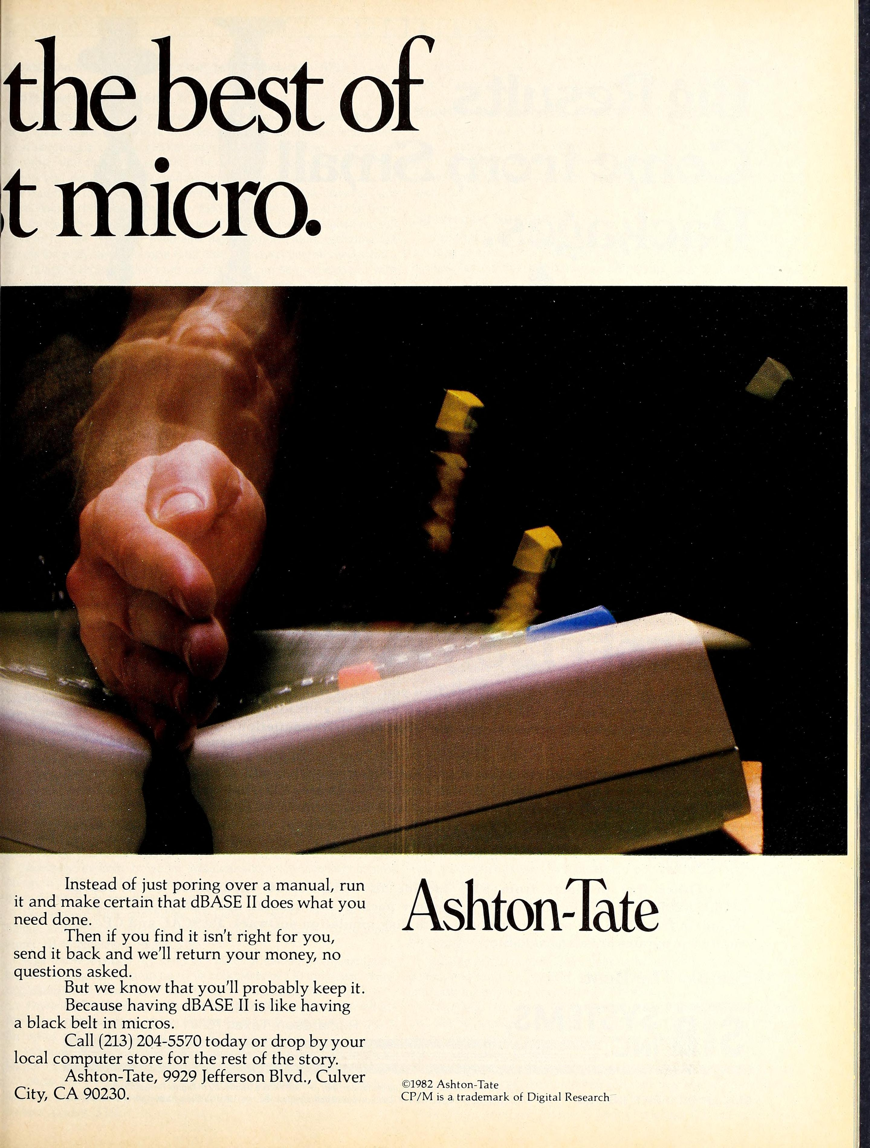 the best of
t micro.
Instead of just poring over a manual, run
it and make certain that dBASE II does what you
need done.
Then if you find it isn't right for you,
send it back and we'll return your money, no
questions asked.
But we know that you'll probably keep it.
Because having dBASE II is like having
a black belt in micros.
Call (213) 204-5570 today or drop by your
local computer store for the rest of the story.
Ashton-Tate, 9929 Jefferson Blvd., Culver
City, CA 90230.
Ashton-Tate
©1982 Ashton-Tate
CP/M is a trademark of Digital Research